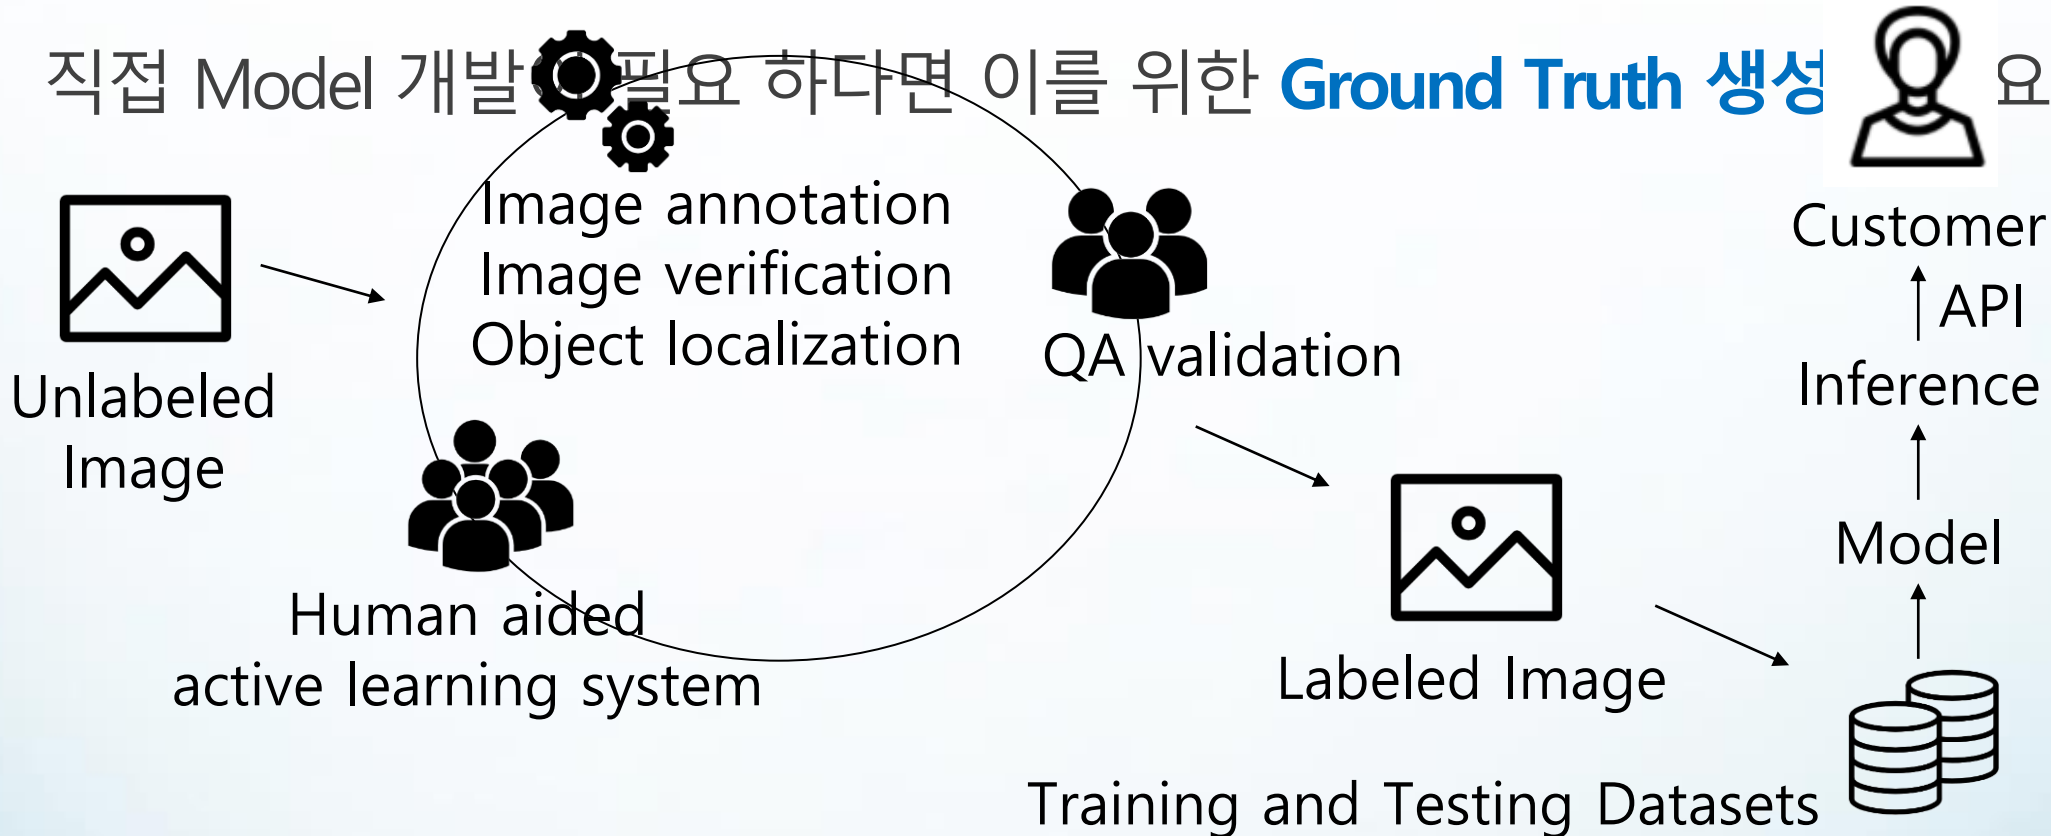 직접 Model 개발 필요 하다면 이를 위한 Ground Truth 생성 요
Image annotation
Image verification
Object localization
Unlabeled
Image
QA validation
Human aided
active learning system
Labeled Image
Training and Testing Datasets
Customer
API
Inference
Model